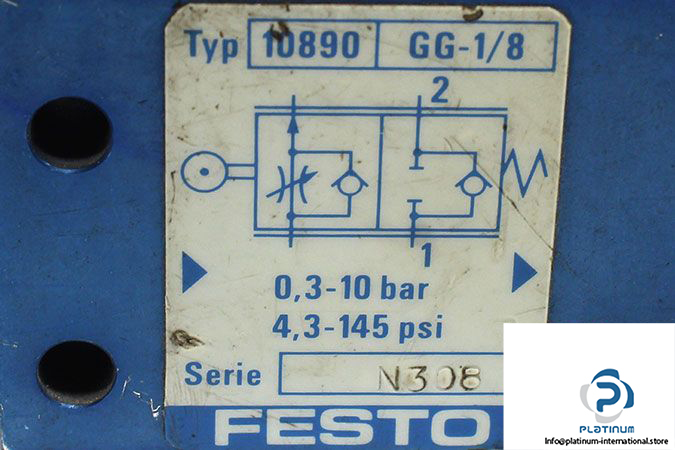 Typ 10890 GG-1/8
2
1
0,3-10 bar
4,3-145 psi
Serie N308
FESTO
PLATINUM
Info@platinum-international.store